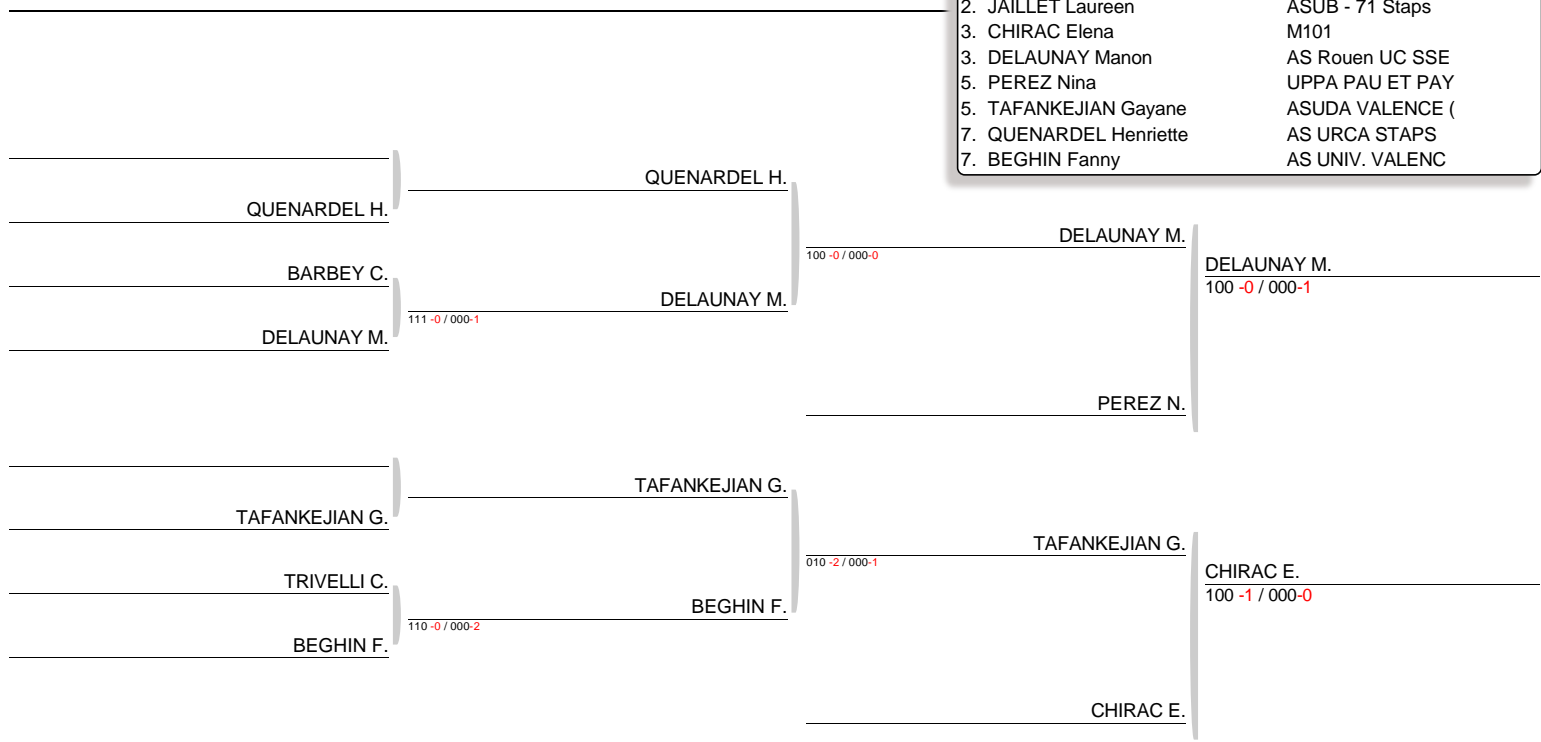 2. JAILLET Laureen ASUB - 71 Staps
3. CHIRAC Elena M101
3. DELAUNAY Manon AS Rouen UC SSE
5. PEREZ Nina UPPA PAU ET PAY
5. TAFANKEJIAN Gayane ASUDA VALENCE (
7. QUENARDEL Henriette AS URCA STAPS
7. BEGHIN Fanny AS UNIV. VALENC
QUENARDEL H.
QUENARDEL H.
DELAUNAY M.
100 -0 / 000-0
DELAUNAY M.
100 -0 / 000-1
BARBEY C.
DELAUNAY M.
111 -0 / 000-1
DELAUNAY M.
PEREZ N.
TAFANKEJIAN G.
TAFANKEJIAN G.
TAFANKEJIAN G.
010 -2 / 000-1
CHIRAC E.
100 -1 / 000-0
TRIVELLI C.
BEGHIN F.
110 -0 / 000-2
BEGHIN F.
CHIRAC E.